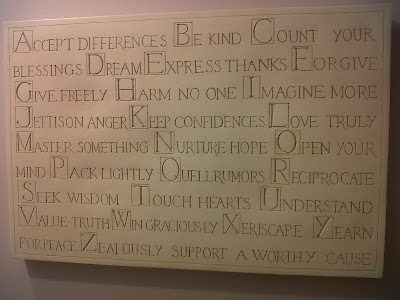 ACCEPT DIFFERENCES BE KIND COUNT YOUR
BLESSINGS DREAM EXPRESS THANKS FORGIVE
GIVE FREELY HARM NO ONE IMAGINE MORE
JETTISON ANGER KEEP CONFIDENCES LOVE TRULY
MASTER SOMETHING NURTURE HOPE OPEN YOUR
MIND PACK LIGHTLY QUELL RUMORS RECIPROCATE
SEEK WISDOM TOUCH HEARTS UNDERSTAND
VALUE TRUTH WIN GRACIOUSLY XERISCAPE YEARN
FOR PEACE ZEALOUSLY SUPPORT A WORTHY CAUSE